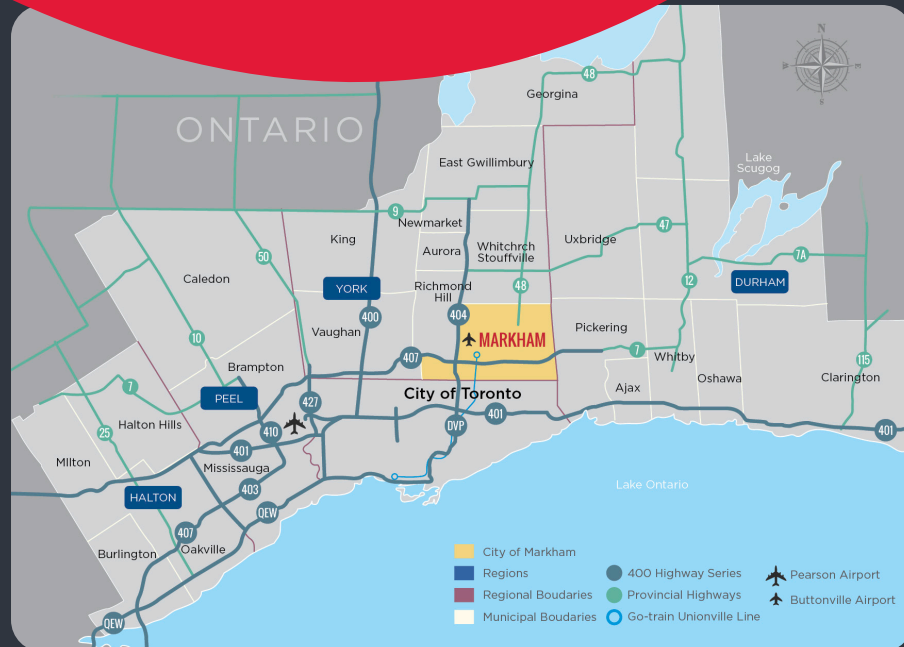 N
W
E
S
48
Georgina
ONTARIO
Lake
Scugog
East Gwillimbury
9
Newmarket
47
King
Aurora
Whitchrch
Stouffville
Uxbridge
7A
50
Caledon
12
DURHAM
YORK
Richmond
Hill
48
400
404
Vaughan
MARKHAM
Pickering
10
407
7
Whitby
115
Brampton
Oshawa
Clarington
7
PEEL
City of Toronto
Ajax
427
401
25
Halton Hills
410
DVP
401
401
MIlton
Mississauga
403
Lake Ontario
HALTON
QEW
407
Burlington
Oakville
QEW
City of Markham
Regions
Regional Boudaries
Municipal Boudaries
400 Highway Series
Provincial Highways
Go-train Unionville Line
Pearson Airport
Buttonville Airport